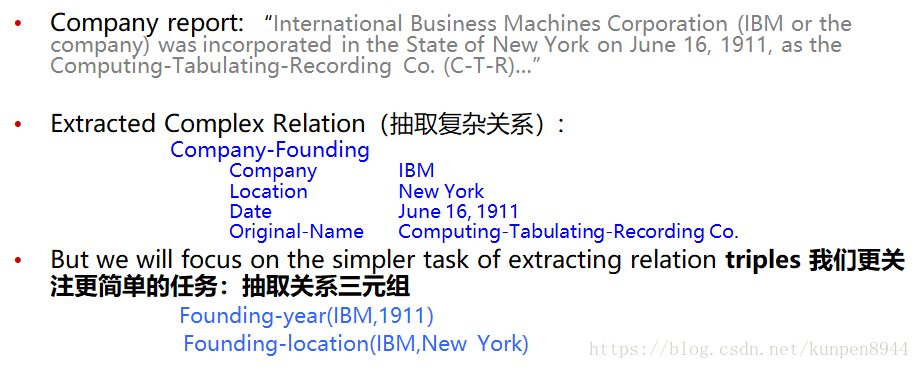 • Company report: “International Business Machines Corporation (IBM or the
company) was incorporated in the State of New York on June 16, 1911, as the
Computing-Tabulating-Recording Co. (C-T-R)...”
• Extracted Complex Relation（抽取复杂关系）:
Company-Founding
Company IBM
Location New York
Date June 16, 1911
Original-Name Computing-Tabulating-Recording Co.
• But we will focus on the simpler task of extracting relation triples 我们更关
注更简单的任务：抽取关系三元组
Founding-year(IBM,1911)
Founding-location(IBM,New York)
https://blog.csdn.net/kunpen8944